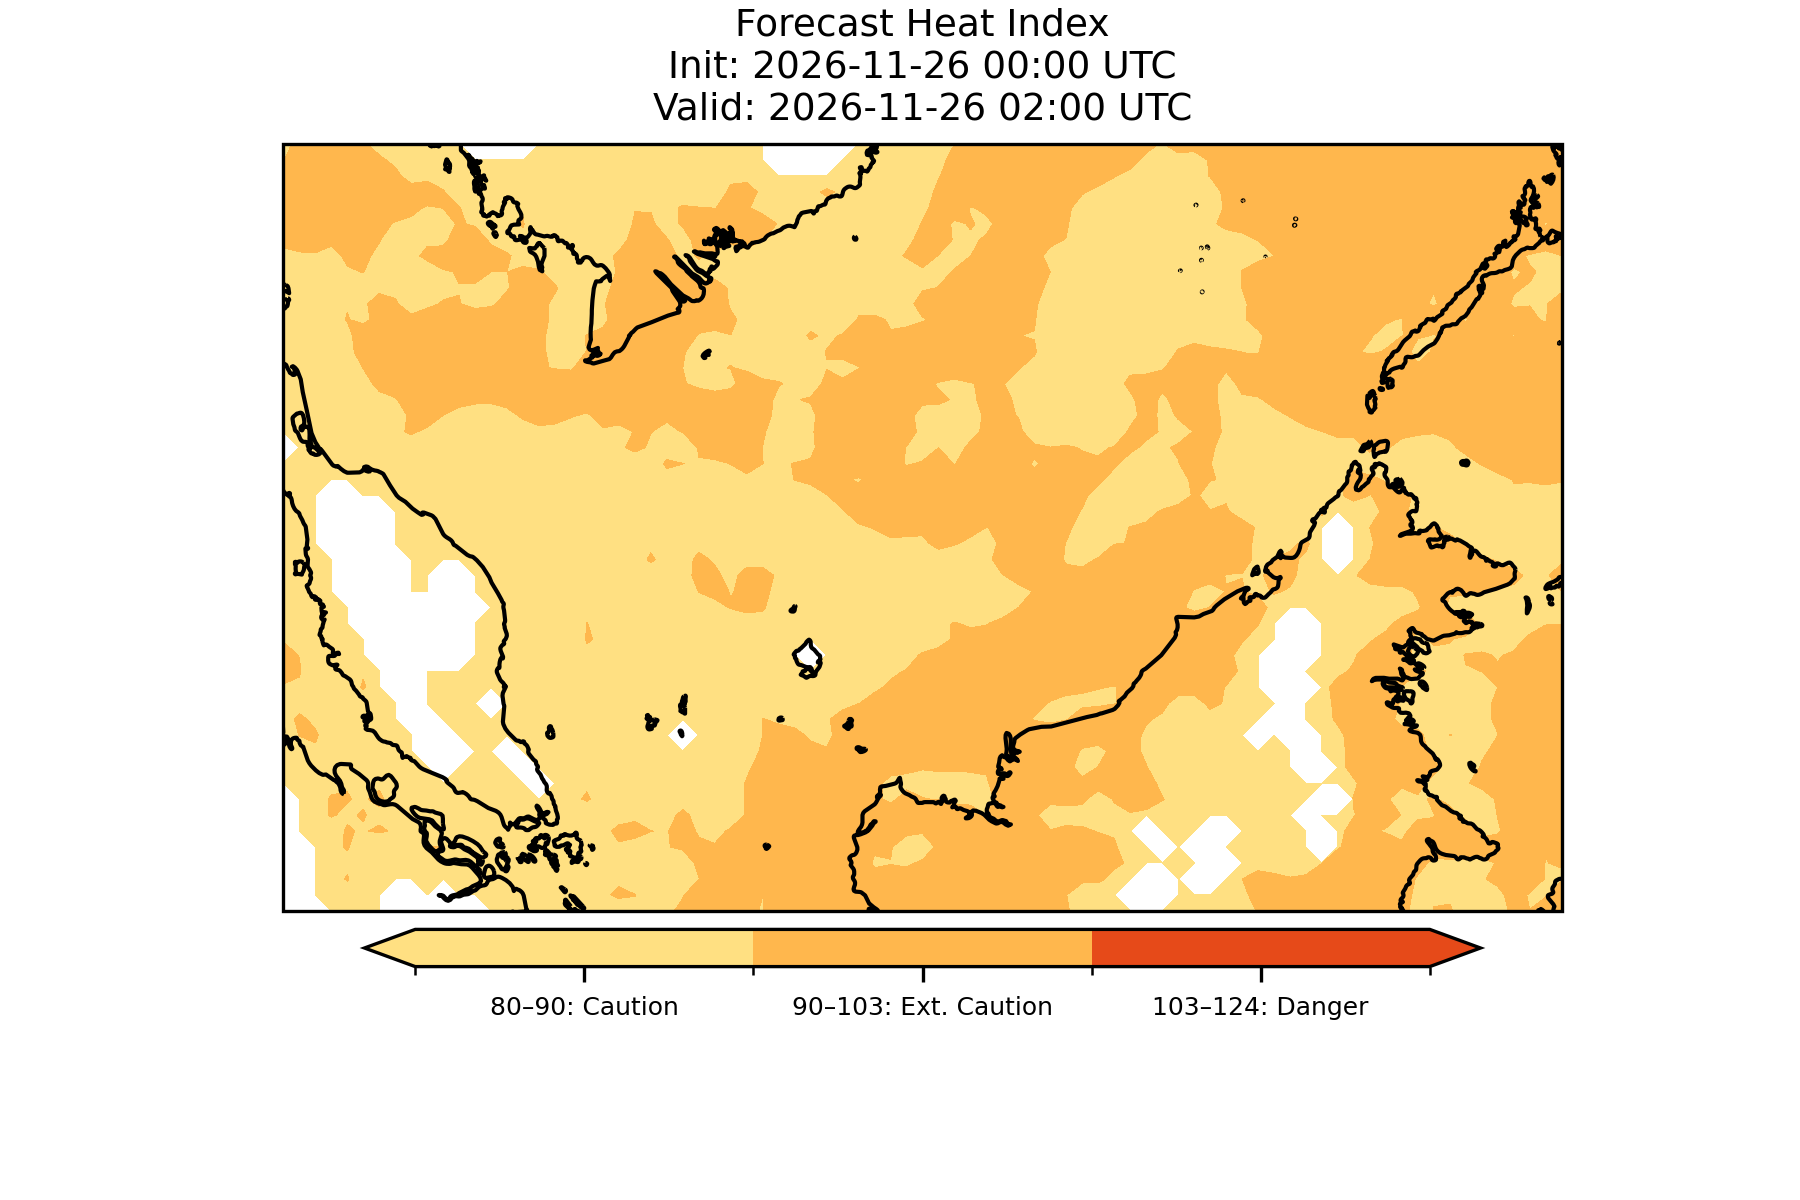 Forecast Heat Index
Init: 2026-11-26 00:00 UTC
Valid: 2026-11-26 02:00 UTC
80–90: Caution
90–103: Ext. Caution
103–124: Danger